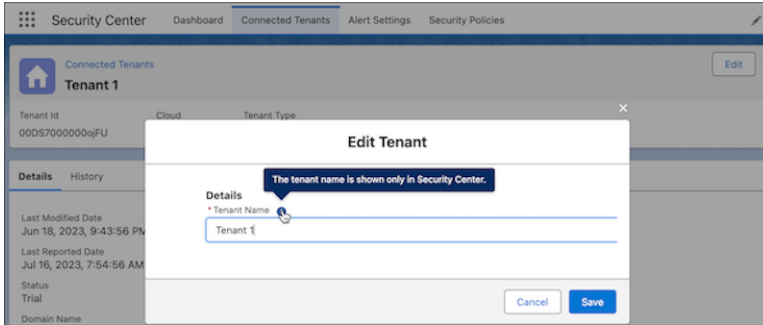 Security Center Dashboard Connected Tenants Alert Settings Security Policies
Connected Tenants
Tenant 1
Edit
Tenant Id Cloud Tenant Type
00DS7000000ojFU
Edit Tenant
The tenant name is shown only in Security Center.
Details
* Tenant Name
Tenant 1
Cancel Save
Details History
Last Modified Date
Jun 18, 2023, 9:43:56 PM
Last Reported Date
Jul 16, 2023, 7:54:56 AM
Status
Trial
Domain Name